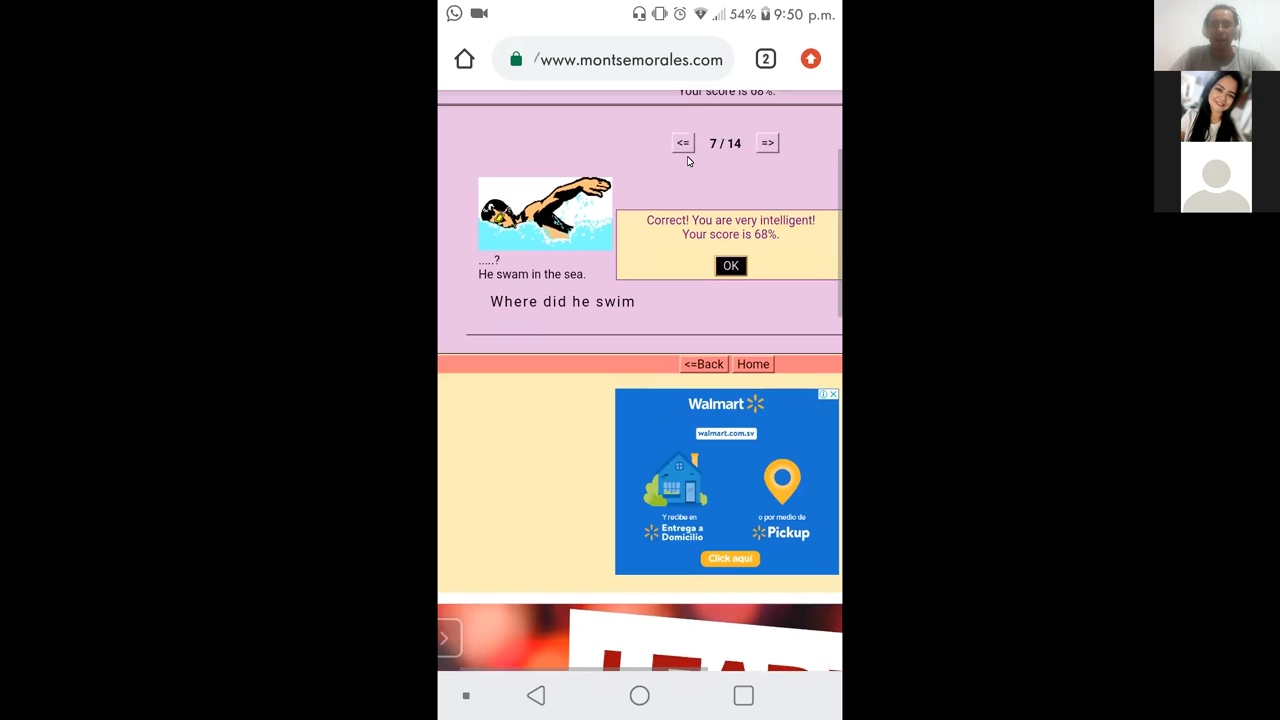 54% 9:50 p.m.
/www.montsemorales.com 2
Your score is 68%.
<= 7 / 14 =>
Correct! You are very intelligent!
Your score is 68%.
OK
.....?
He swam in the sea.
Where did he swim
<=Back Home
Walmart
walmart.com.sv
Y recibe en
Entrega a
Domicilio
o por medio de
Pickup
Click aquí